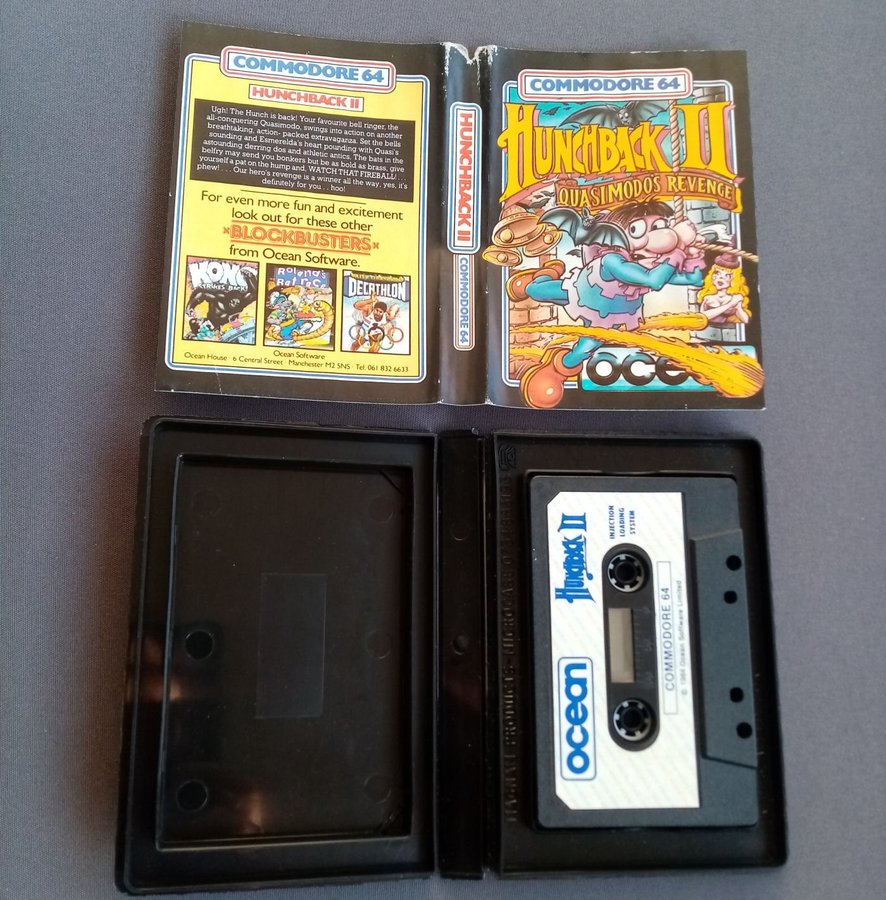 COMMODORE 64
HUNCHBACK II
Ugh! The Hunch is back! Your favourite bell ringer, the
all-conquering Quasimodo, swings into action on another
breathtaking, action- packed extravaganza. Set the bells
sounding and Esmerelda's heart pounding with Quasi's
astounding derring dos and athletic antics. The bats in the
belfry may send you bonkers but be as bold as brass, give
yourself a pat on the hump and, WATCH THAT FIREBALL! . . .
phew! . . . Our hero's revenge is a winner all the way, yes, it's
definitely for you . . hoo!
For even more fun and excitement
look out for these other
*BLOCKBUSTERS*
from Ocean Software.
KONG
STRIKES BACK!
Roland's
Rat Race
DECATHLON
Ocean Software
Ocean House · 6 Central Street · Manchester M2 5NS · Tel: 061 832 6633
HUNCHBACK II
COMMODORE 64
COMMODORE 64
HUNCHBACK II
QUASIMODO'S REVENGE
ocea
HUNCHBACK II
INJECTION
LOADING
SYSTEM
ocean
COMMODORE 64
© 1984 Ocean Software Limited